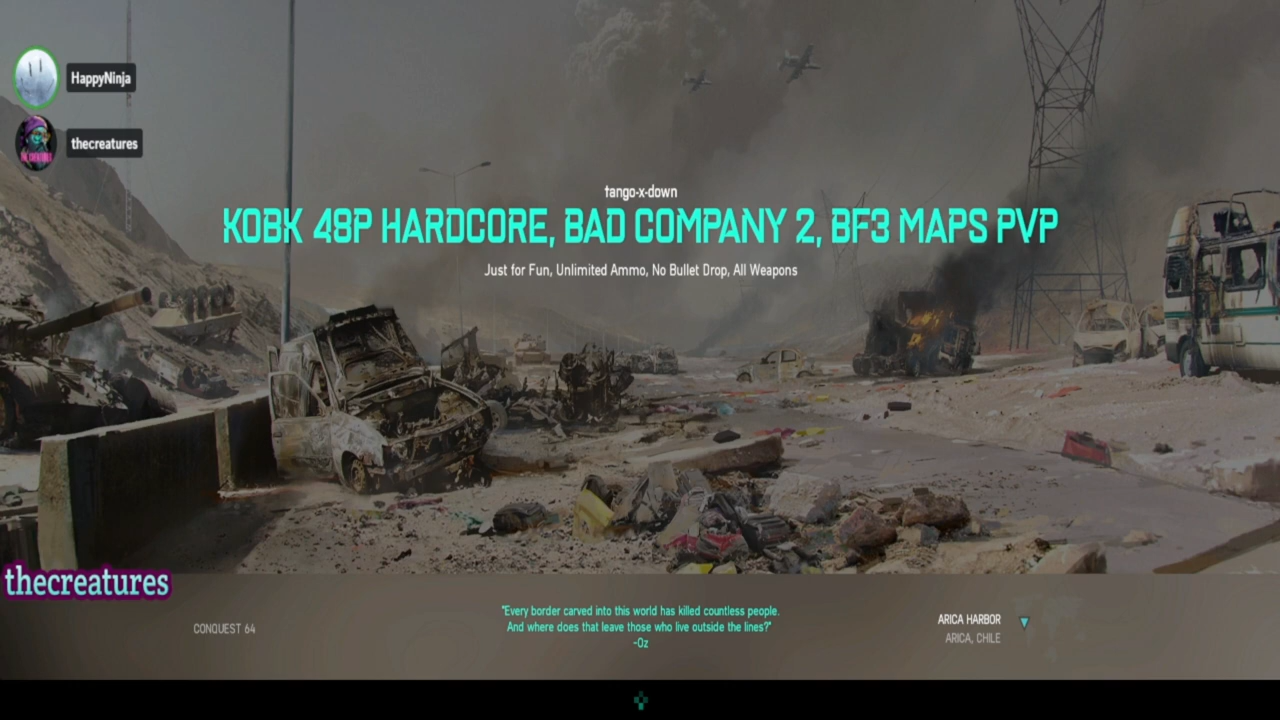 HappyNinja
thecreatures
tango-x-down
KOBK 48P HARDCORE, BAD COMPANY 2, BF3 MAPS PVP
Just for Fun, Unlimited Ammo, No Bullet Drop, All Weapons
thecreatures
CONQUEST 64
"Every border carved into this world has killed countless people.
And where does that leave those who live outside the lines?"
-Oz
ARICA HARBOR
ARICA, CHILE